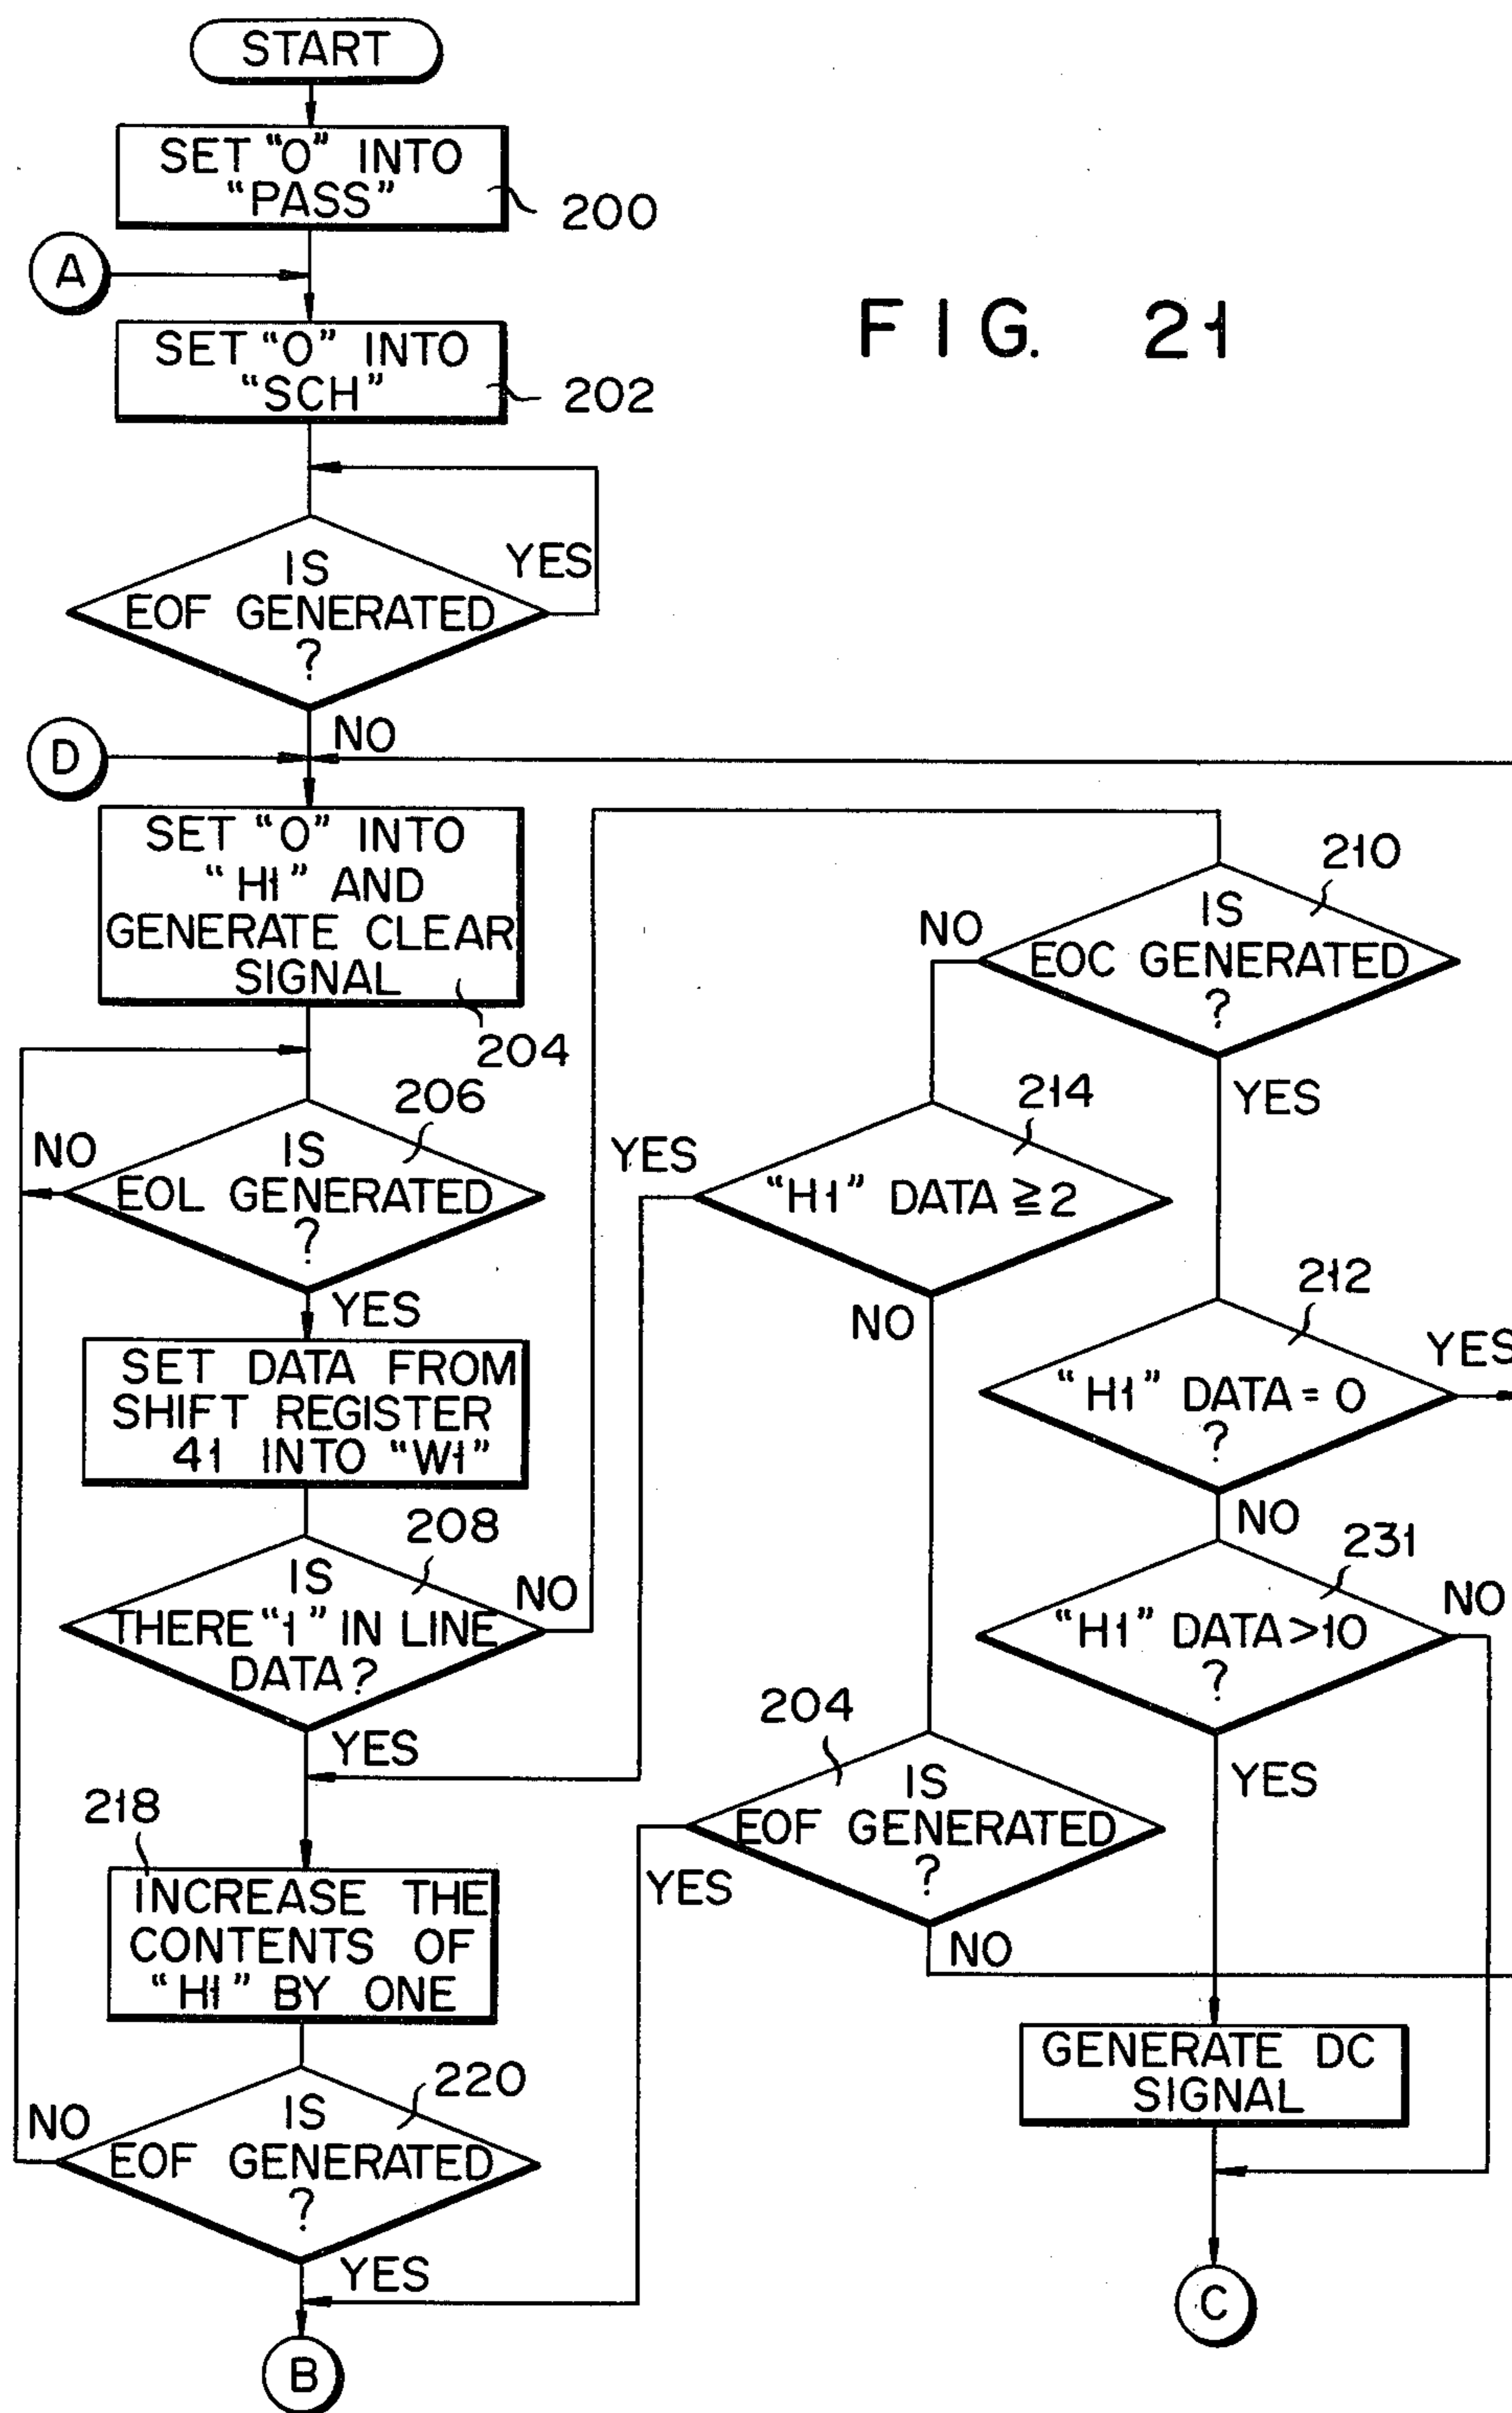 START
SET "0" INTO
"PASS"
200
A
SET "0" INTO
"SCH"
202
FIG. 21
IS
EOF GENERATED
?
YES
NO
D
SET "0" INTO
"H1" AND
GENERATE CLEAR
SIGNAL
204
206
IS
EOL GENERATED
?
NO
YES
SET DATA FROM
SHIFT REGISTER
41 INTO "W1"
208
IS
THERE "1" IN LINE
DATA?
NO
YES
218
INCREASE THE
CONTENTS OF
"H1" BY ONE
220
IS
EOF GENERATED
?
NO
YES
B
210
IS
EOC GENERATED
?
NO
YES
214
"H1" DATA ≧ 2
YES
NO
212
"H1" DATA = 0
?
YES
NO
231
"H1" DATA > 10
?
NO
YES
204
IS
EOF GENERATED
?
YES
NO
GENERATE DC
SIGNAL
C